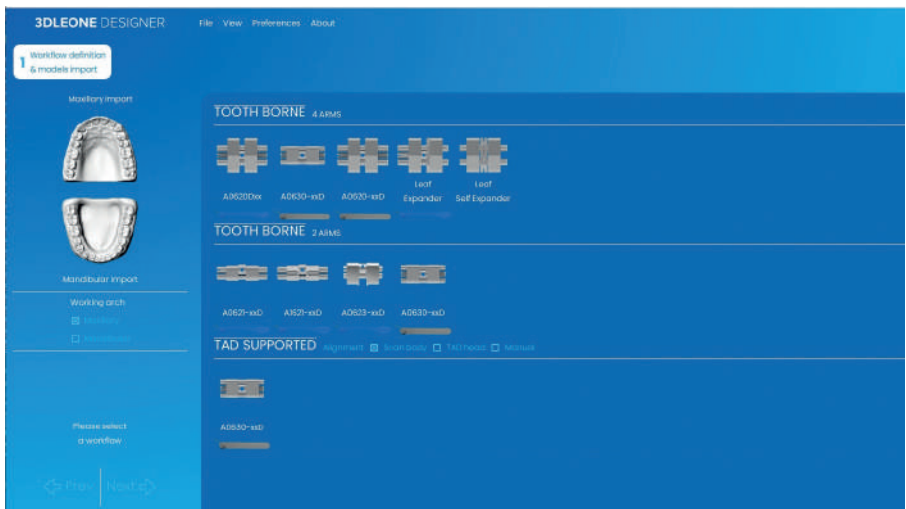 3DLEONE DESIGNER
File View Preferences About
1 Workflow definition
& models import
Maxillary import
Mandibular import
Working arch
Maxillary
Mandibular
Please select
a workflow
Prev Next
TOOTH BORNE 4 ARMS
A0620Dxx A0630-xxD A0620-xxD Leaf Expander Leaf Self Expander
TOOTH BORNE 2 ARMS
A0621-xxD A1621-xxD A0623-xxD A0630-xxD
TAD SUPPORTED Alignment Scan body TAD heads Manual
A0630-xxD